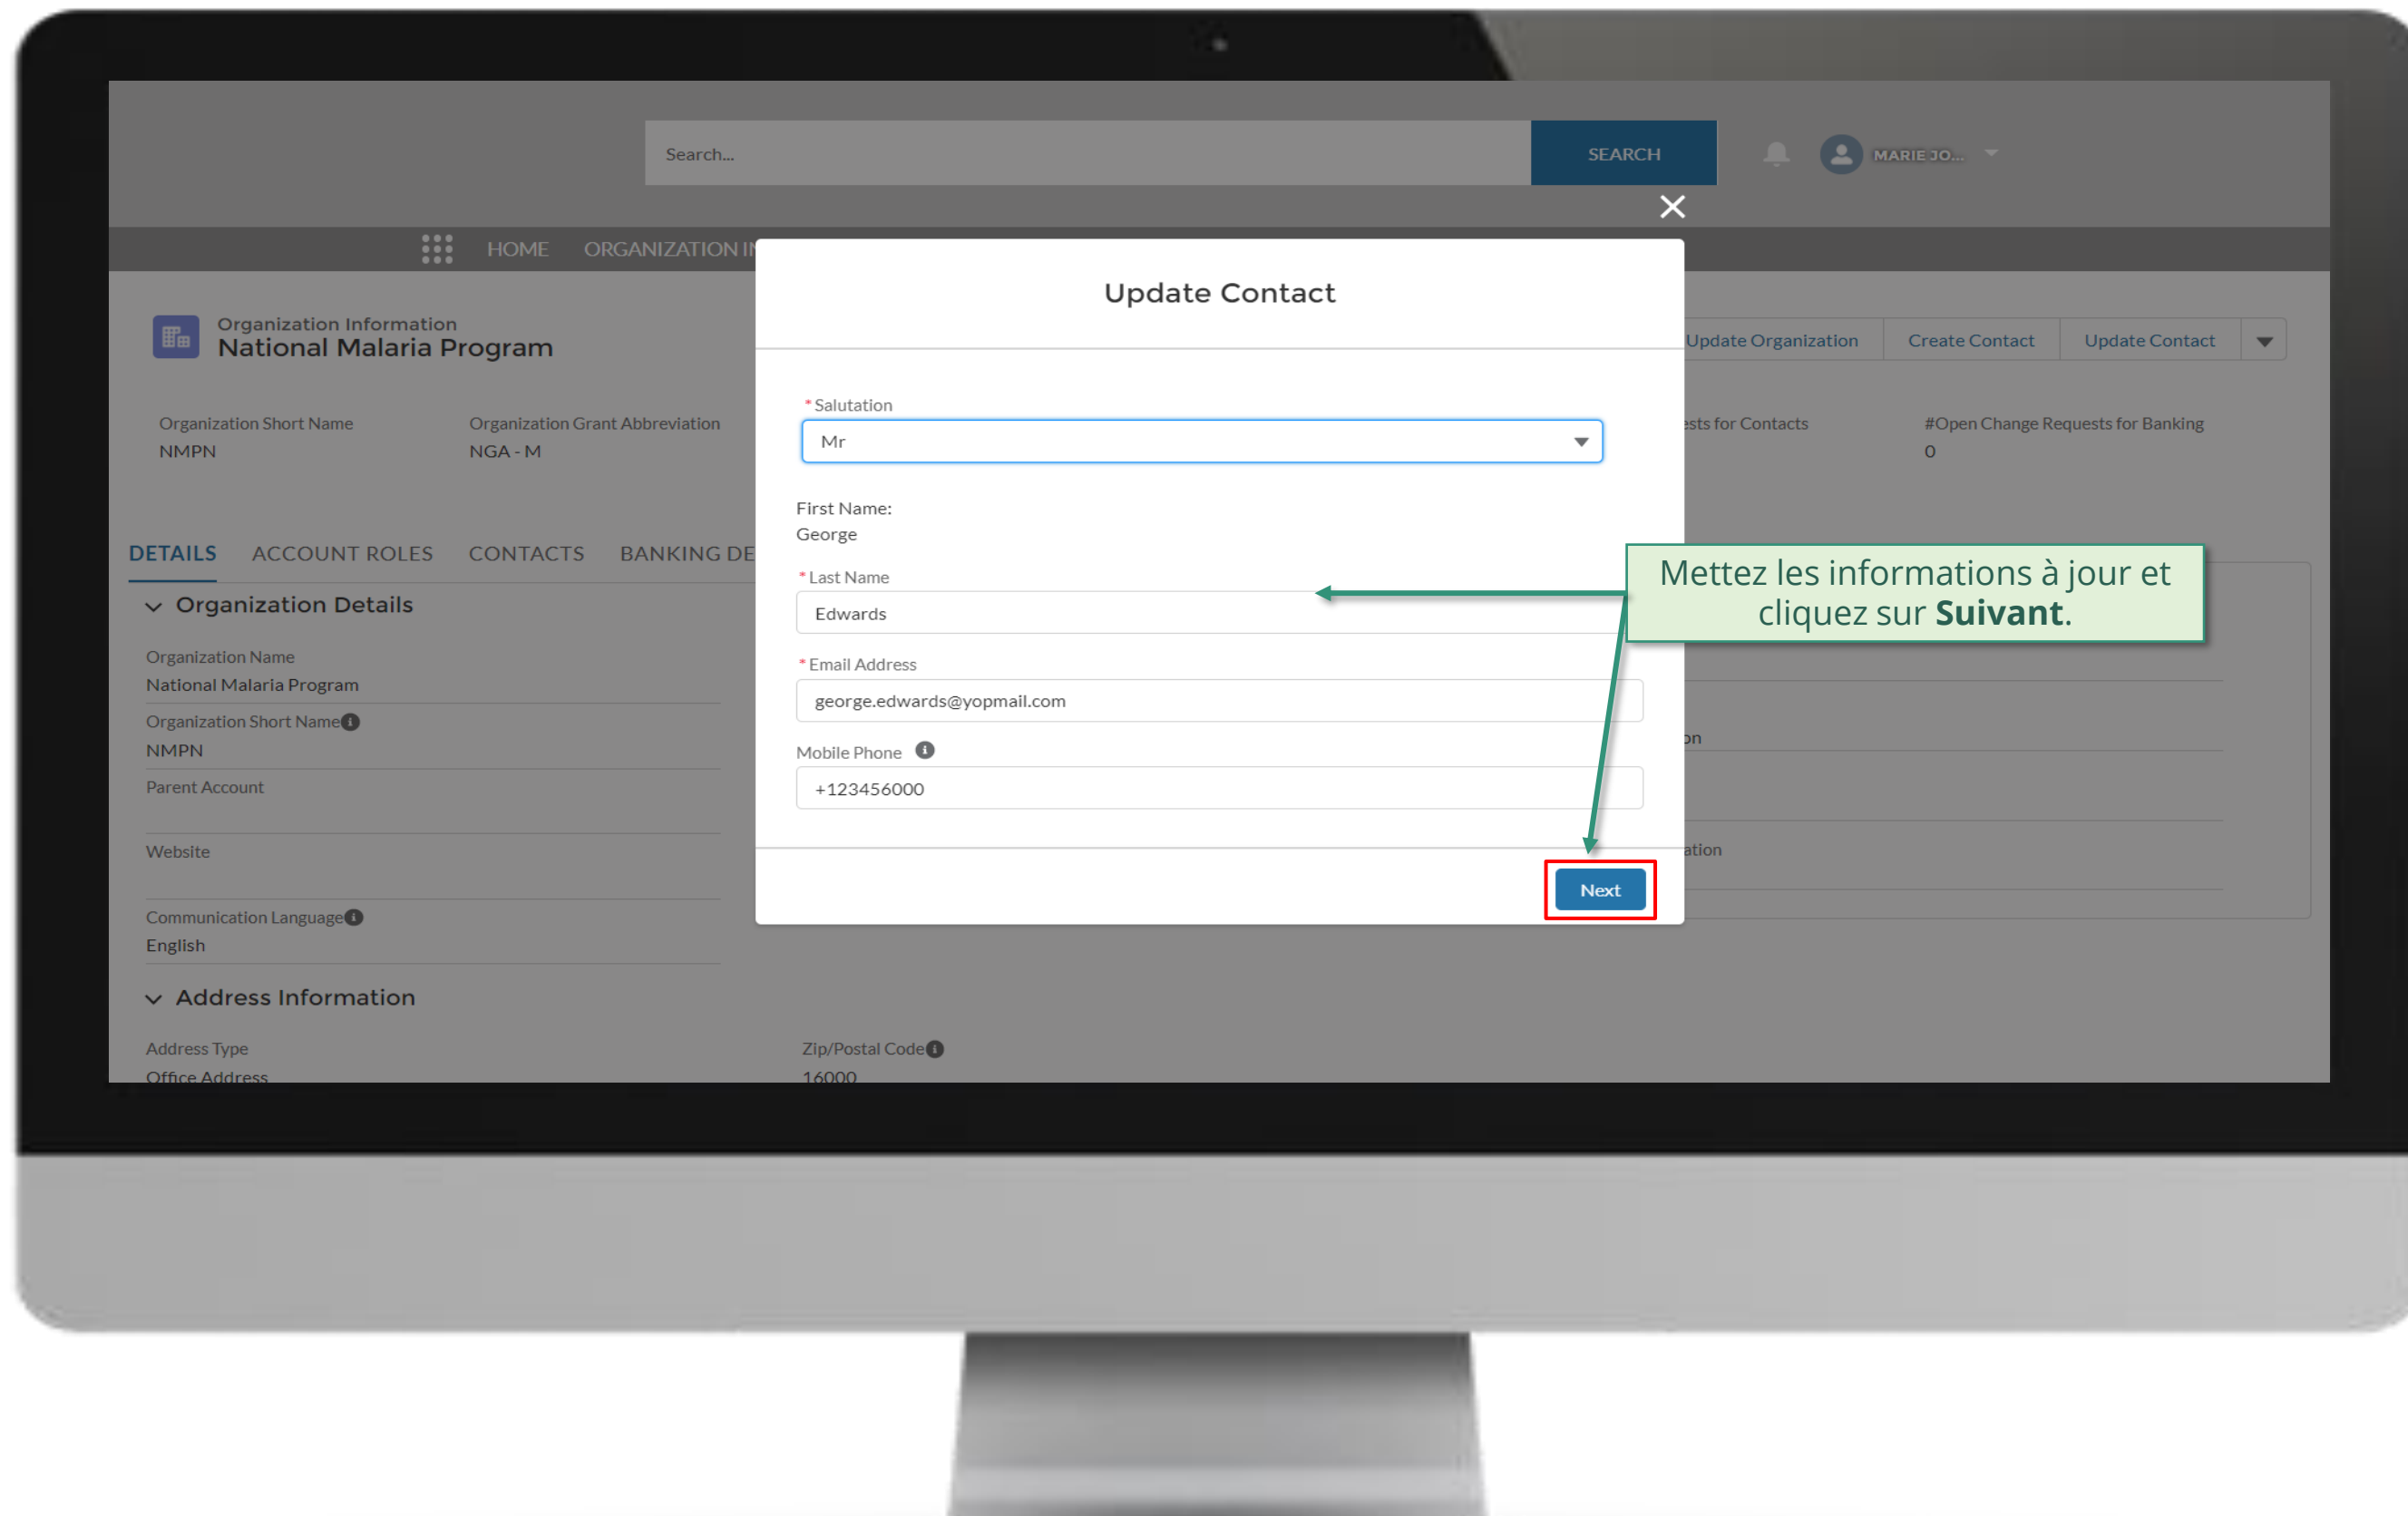 Search...
SEARCH
MARIE JO...
HOME ORGANIZATION IN
Update Contact
Organization Information
National Malaria Program
Update Organization Create Contact Update Contact
Organization Short Name Organization Grant Abbreviation
NMPN NGA - M
ests for Contacts #Open Change Requests for Banking
0
* Salutation
Mr
First Name:
George
DETAILS ACCOUNT ROLES CONTACTS BANKING DE
* Last Name
Edwards
Mettez les informations à jour et
cliquez sur Suivant.
Organization Details
Organization Name
National Malaria Program
* Email Address
george.edwards@yopmail.com
Organization Short Name
NMPN
Mobile Phone
+123456000
on
Parent Account
Website
ation
Next
Communication Language
English
Address Information
Address Type Zip/Postal Code
Office Address 16000